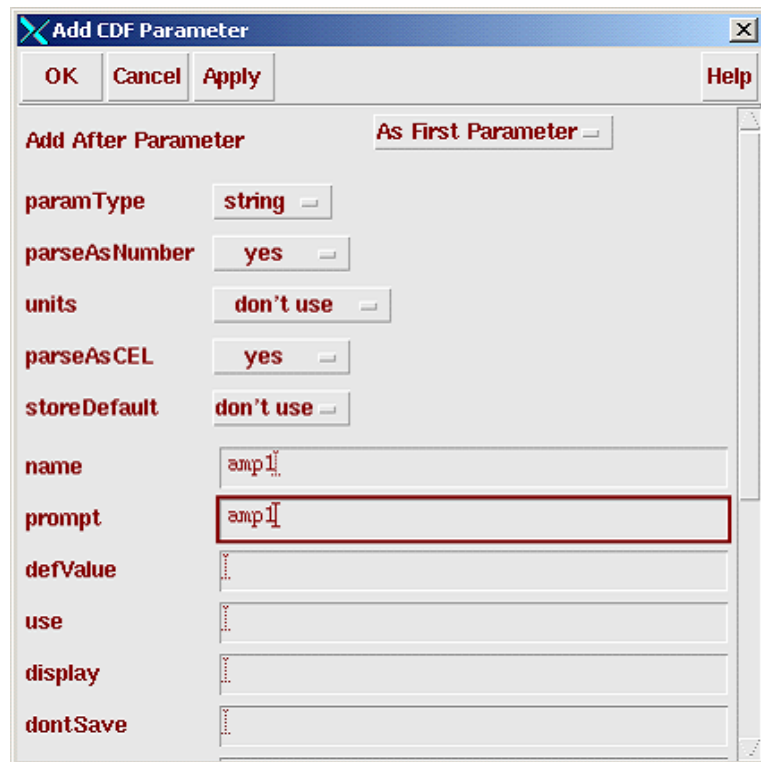 Add CDF Parameter
OK Cancel Apply Help
Add After Parameter As First Parameter
paramType string
parseAsNumber yes
units don't use
parseAsCEL yes
storeDefault don't use
name amp1
prompt amp1
defValue
use
display
dontSave